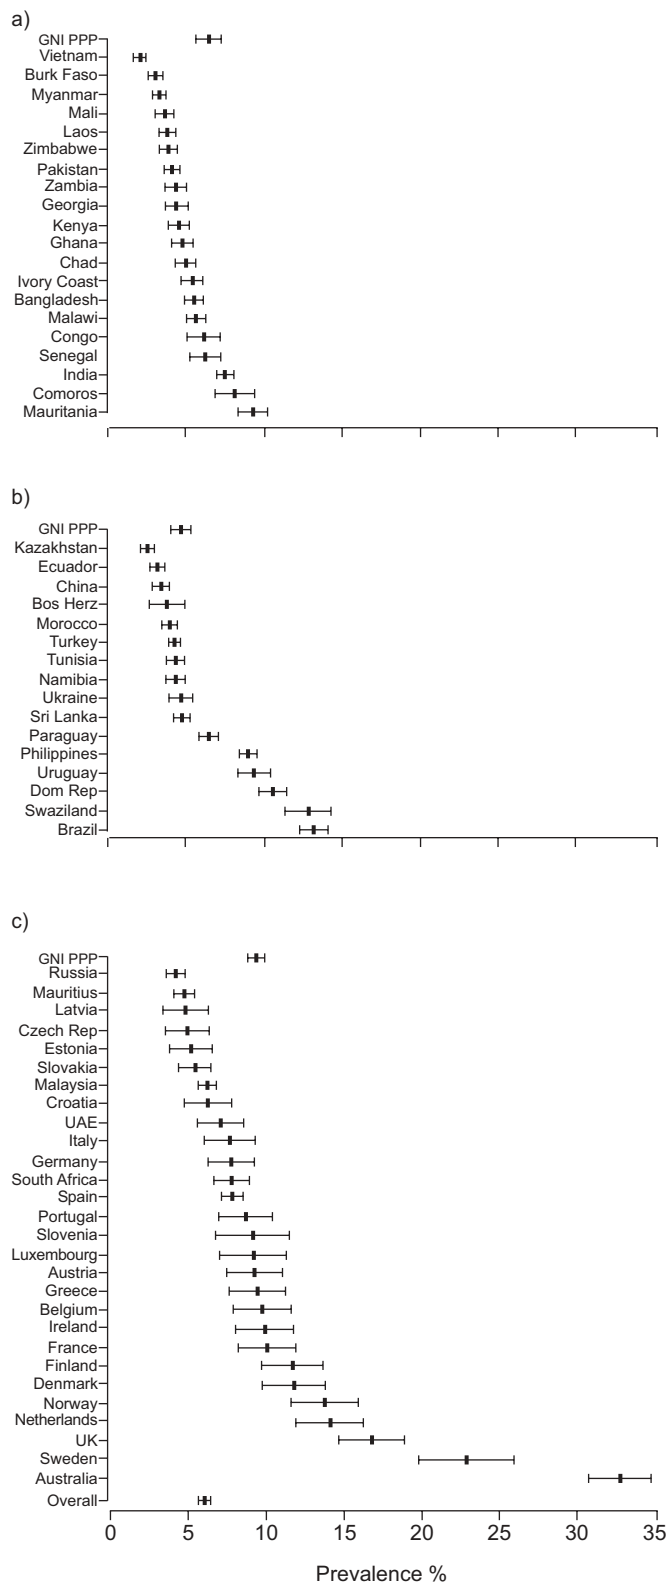 a)
GNI PPP
Vietnam
Burk Faso
Myanmar
Mali
Laos
Zimbabwe
Pakistan
Zambia
Georgia
Kenya
Ghana
Chad
Ivory Coast
Bangladesh
Malawi
Congo
Senegal
India
Comoros
Mauritania
b)
GNI PPP
Kazakhstan
Ecuador
China
Bos Herz
Morocco
Turkey
Tunisia
Namibia
Ukraine
Sri Lanka
Paraguay
Philippines
Uruguay
Dom Rep
Swaziland
Brazil
c)
GNI PPP
Russia
Mauritius
Latvia
Czech Rep
Estonia
Slovakia
Malaysia
Croatia
UAE
Italy
Germany
South Africa
Spain
Portugal
Slovenia
Luxembourg
Austria
Greece
Belgium
Ireland
France
Finland
Denmark
Norway
Netherlands
UK
Sweden
Australia
Overall
0 5 10 15 20 25 30 35
Prevalence %